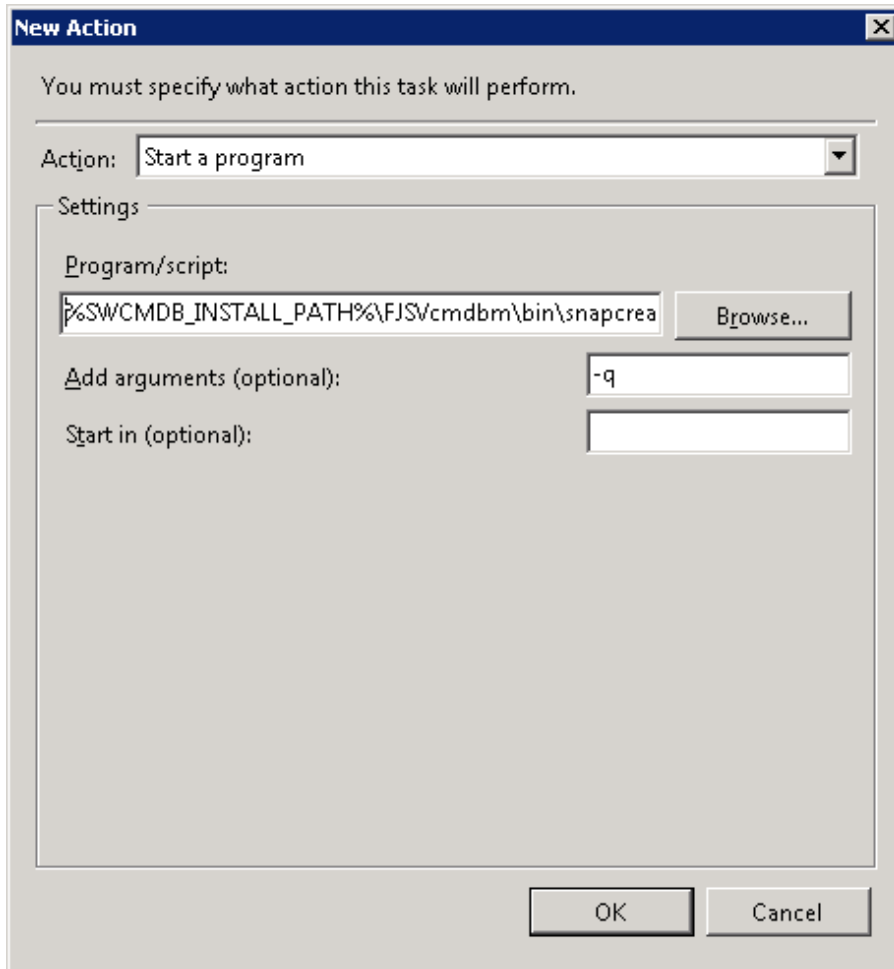 New Action
You must specify what action this task will perform.
Action: Start a program
Settings
Program/script:
%SWCMDB_INSTALL_PATH%\FJSVcmdbm\bin\snapcrea Browse...
Add arguments (optional): -q
Start in (optional):
OK Cancel